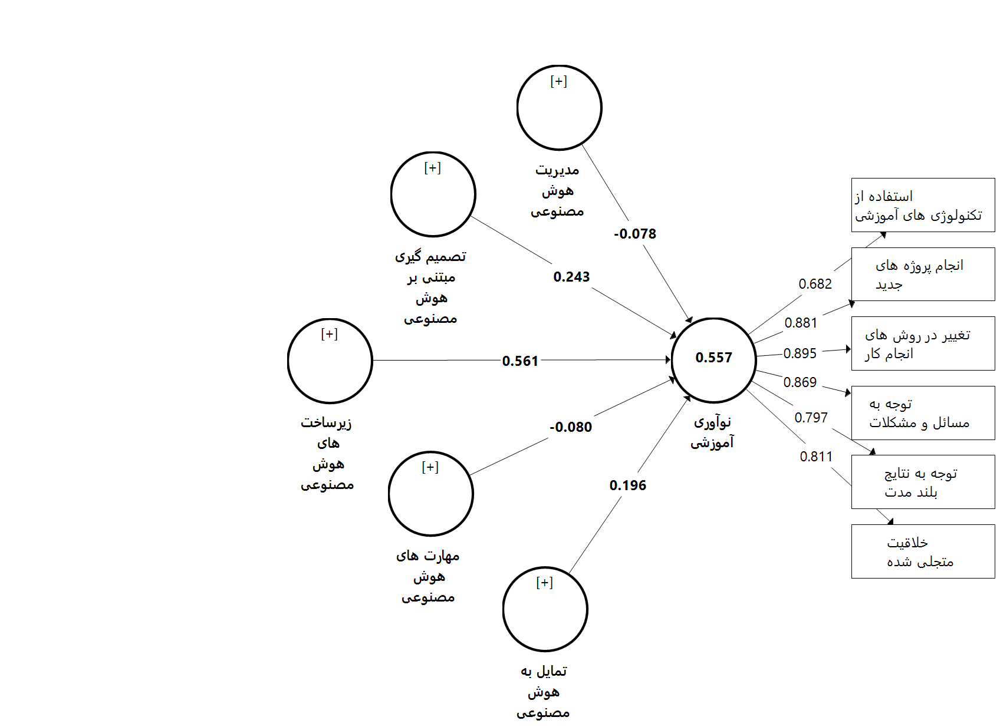 [+]
مدیریت
هوش
مصنوعی
-0.078
[+]
تصمیم گیری
مبتنی بر
هوش
مصنوعی
0.243
[+]
زیرساخت
های
هوش
مصنوعی
0.561
[+]
مهارت های
هوش
مصنوعی
-0.080
[+]
تمایل به
هوش
مصنوعی
0.196
0.557
نوآوری
آموزشی
0.682
0.881
0.895
0.869
0.797
0.811
استفاده از
تکنولوژی های آموزشی
انجام پروژه های
جدید
تغییر در روش های
انجام کار
توجه به
مسائل و مشکلات
توجه به نتایج
بلند مدت
خلاقیت
متجلی شده